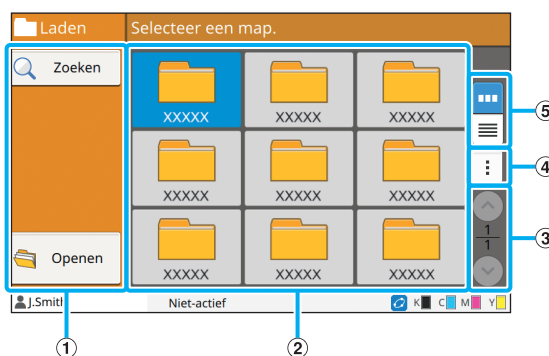 Laden
Selecteer een map.
Zoeken
XXXXX XXXXX XXXXX
XXXXX XXXXX XXXXX
XXXXX XXXXX XXXXX
Openen
1
1
J.Smith
Niet-actief
K C M Y
5
4
3
1
2